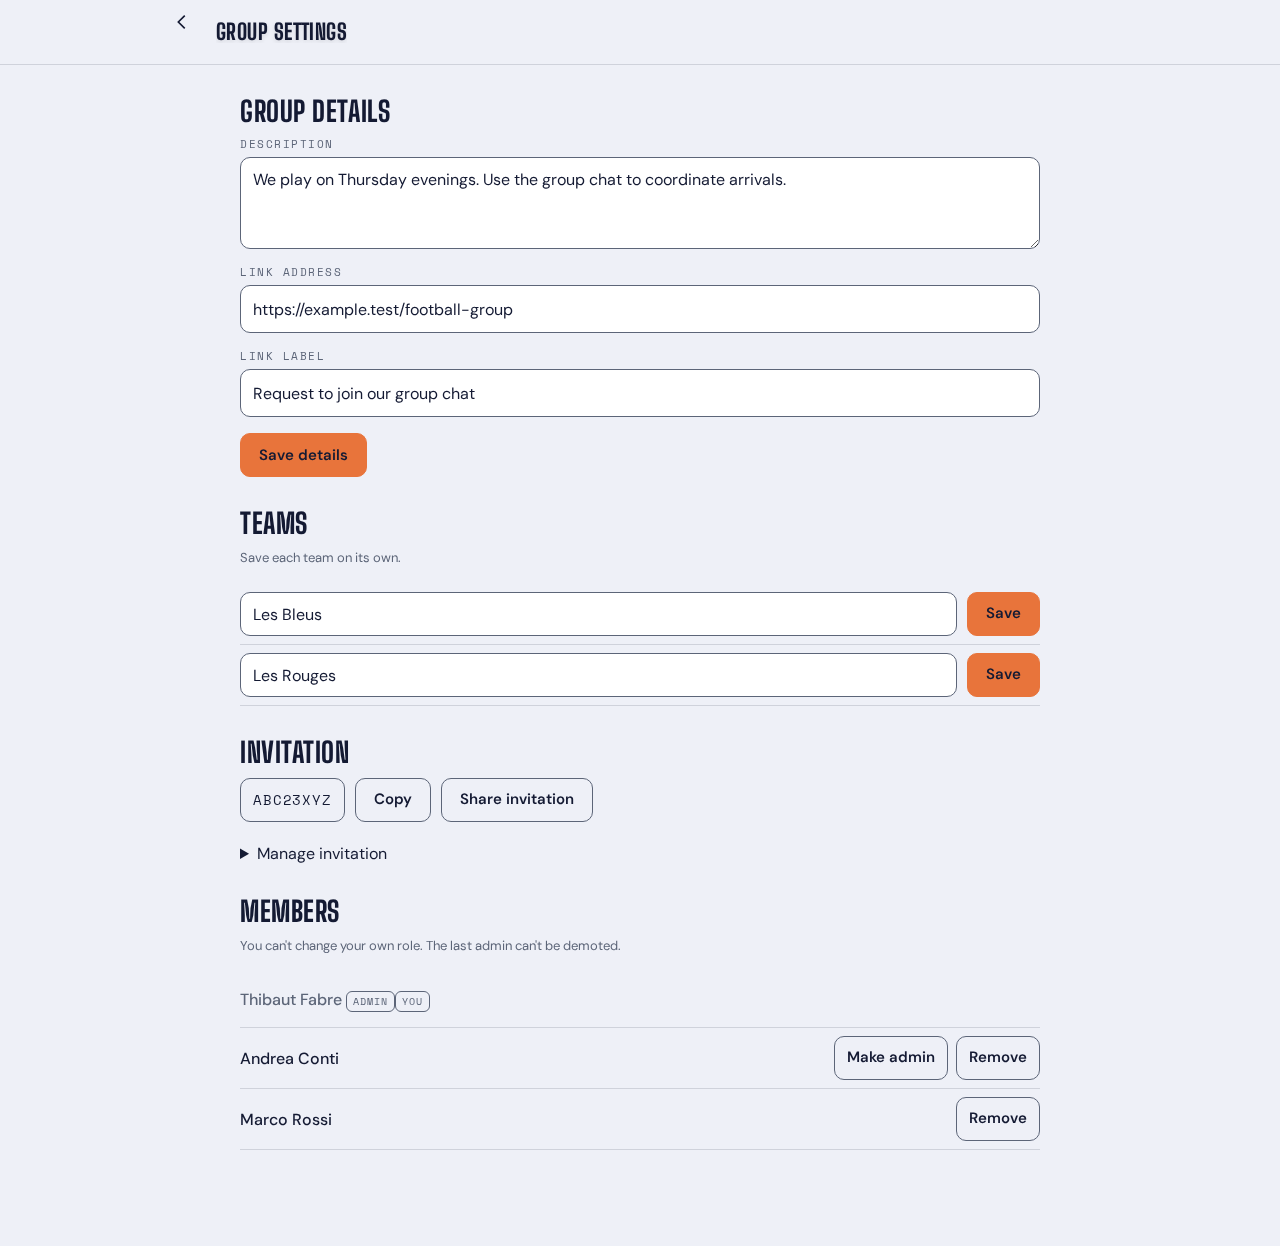 GROUP SETTINGS
GROUP DETAILS
DESCRIPTION
We play on Thursday evenings. Use the group chat to coordinate arrivals.
LINK ADDRESS
https://example.test/football-group
LINK LABEL
Request to join our group chat
Save details
TEAMS
Save each team on its own.
Les Bleus Save
Les Rouges Save
INVITATION
ABC23XYZ Copy Share invitation
Manage invitation
MEMBERS
You can't change your own role. The last admin can't be demoted.
Thibaut Fabre ADMIN YOU
Andrea Conti Make admin Remove
Marco Rossi Remove